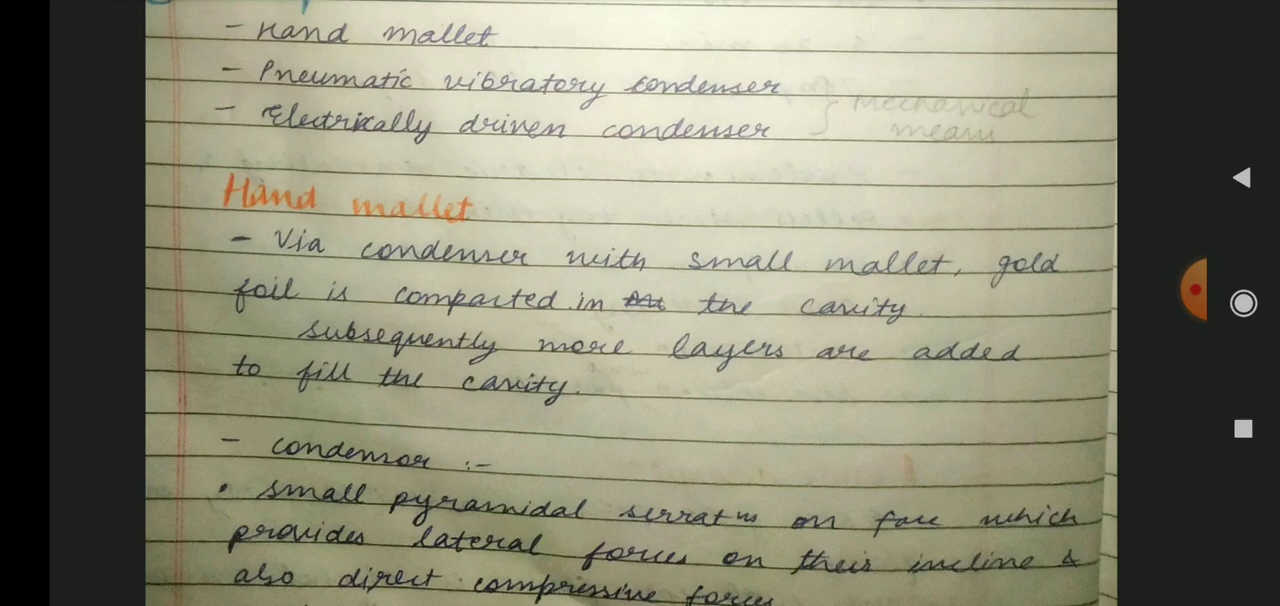 - Hand mallet
- Pneumatic vibratory condenser
- Electrically driven condenser } mechanical means
Hand mallet
- Via condenser with small mallet, gold
foil is compacted in the cavity.
subsequently more layers are added
to fill the cavity.
- condensor :-
• small pyramidal serratns on face which
provides lateral forces on their incline &
also direct compressive forces